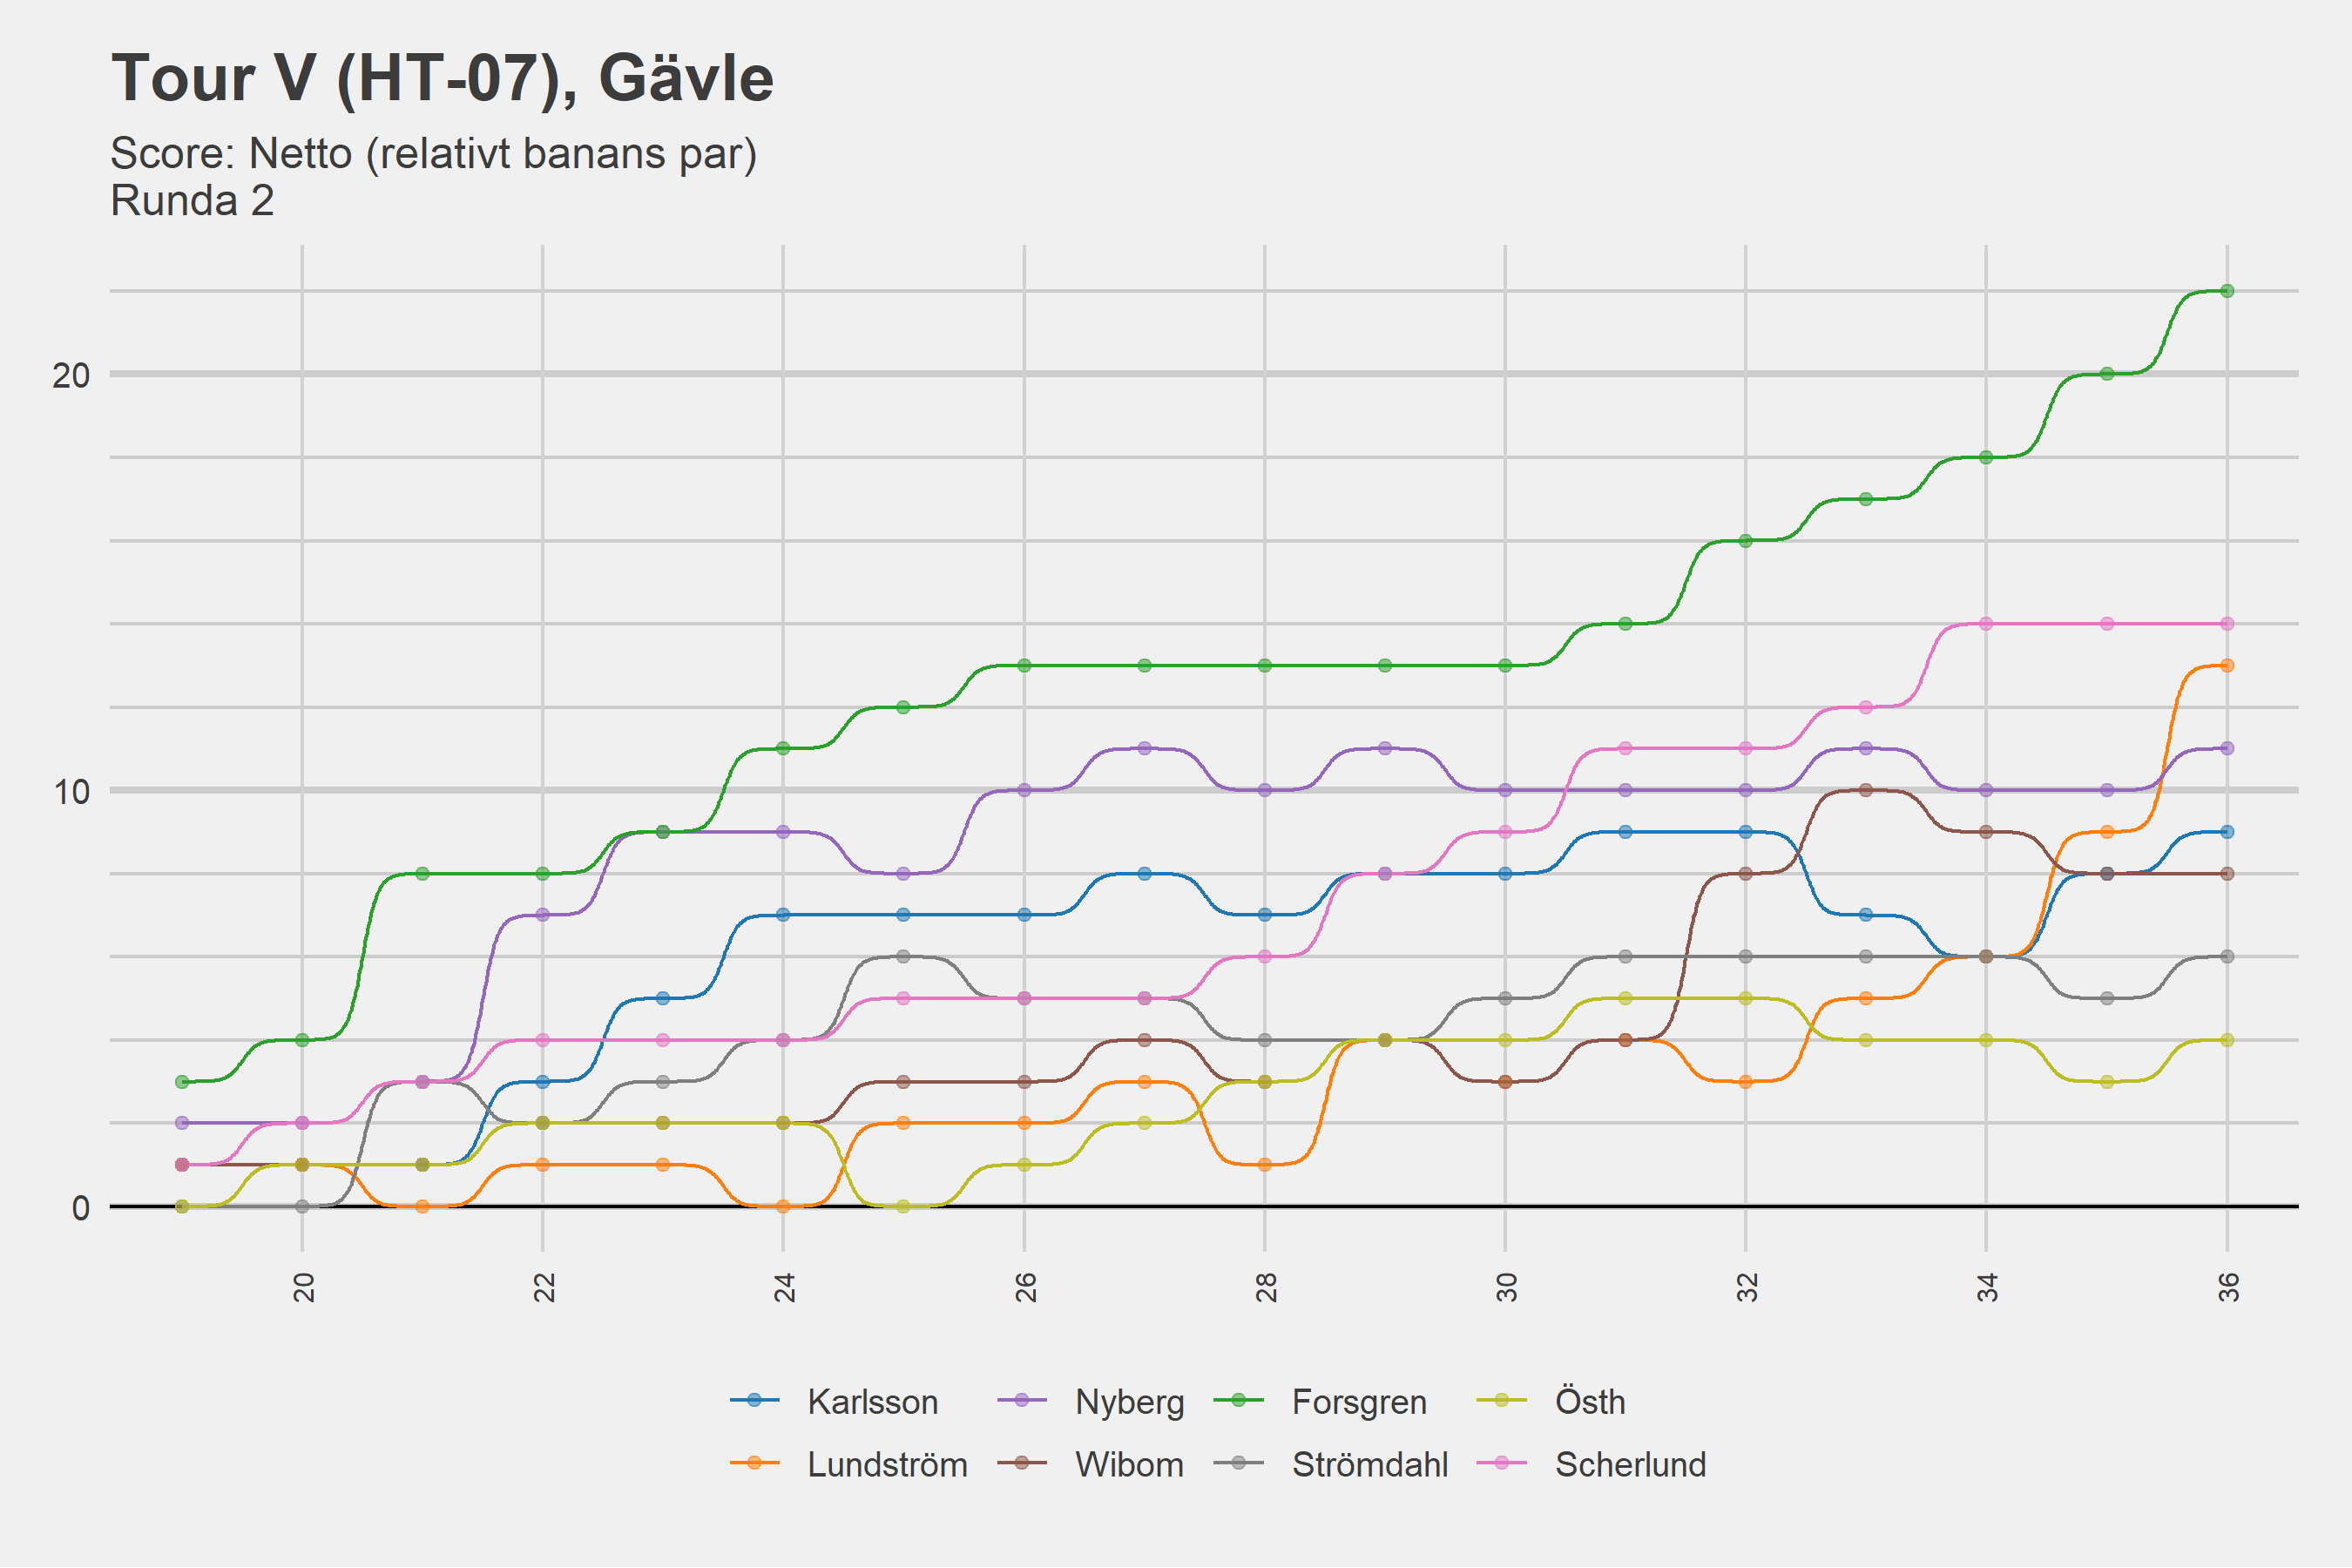 Tour V (HT-07), Gävle
Score: Netto (relativt banans par)
Runda 2
20
10
0
20 22 24 26 28 30 32 34 36
Karlsson Nyberg Forsgren Östh
Lundström Wibom Strömdahl Scherlund